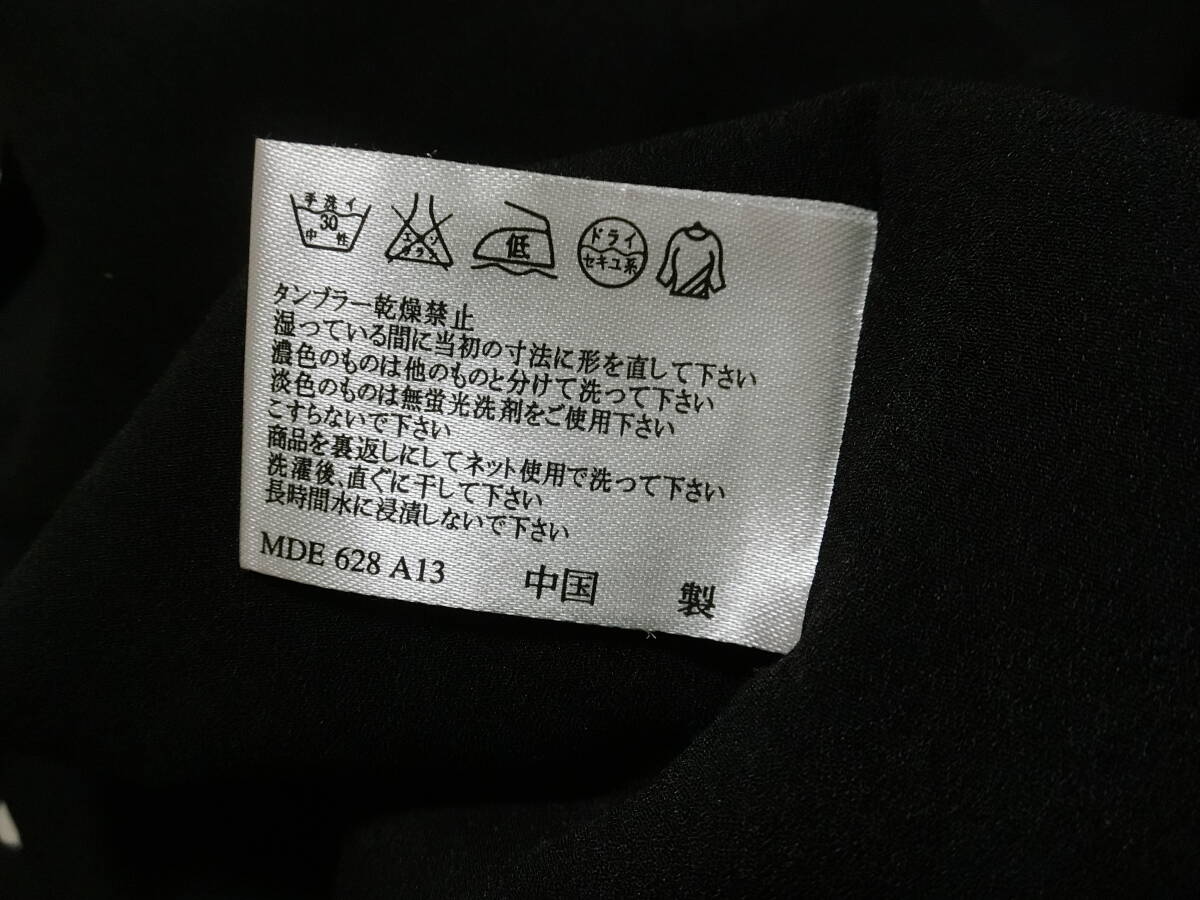 手洗イ
30
中性
エンソ
サラシ
低
ドライ
セキユ系
タンブラー乾燥禁止
湿っている間に当初の寸法に形を直して下さい
濃色のものは他のものと分けて洗って下さい
淡色のものは無蛍光洗剤をご使用下さい
こすらないで下さい
商品を裏返しにしてネット使用で洗って下さい
洗濯後、直ぐに干して下さい
長時間水に浸漬しないで下さい
MDE 628 A13 中国 製